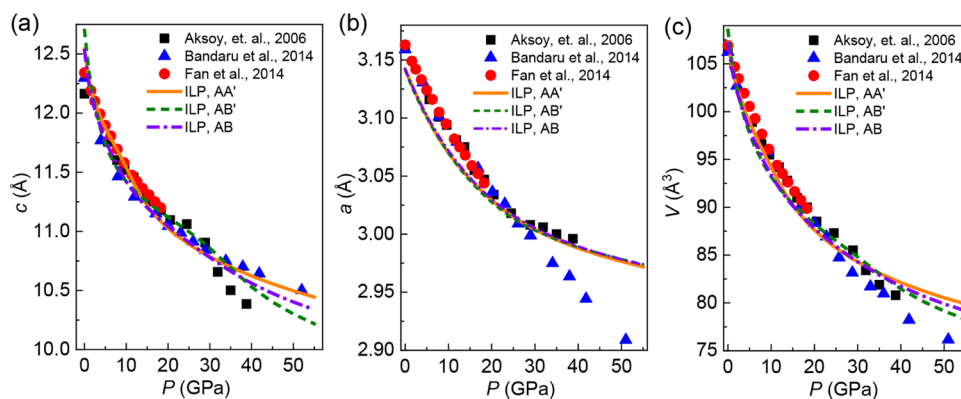 (a)
12.5
12.0
11.5
11.0
10.5
10.0
c (Å)
0 10 20 30 40 50
P (GPa)
Aksoy, et. al., 2006
Bandaru et al., 2014
Fan et al., 2014
ILP, AA'
ILP, AB'
ILP, AB
(b)
3.15
3.10
3.05
3.00
2.95
2.90
a (Å)
0 10 20 30 40 50
P (GPa)
Aksoy, et. al., 2006
Bandaru et al., 2014
Fan et al., 2014
ILP, AA'
ILP, AB'
ILP, AB
(c)
105
100
95
90
85
80
75
V (Å³)
0 10 20 30 40 50
P (GPa)
Aksoy, et. al., 2006
Bandaru et al., 2014
Fan et al., 2014
ILP, AA'
ILP, AB'
ILP, AB